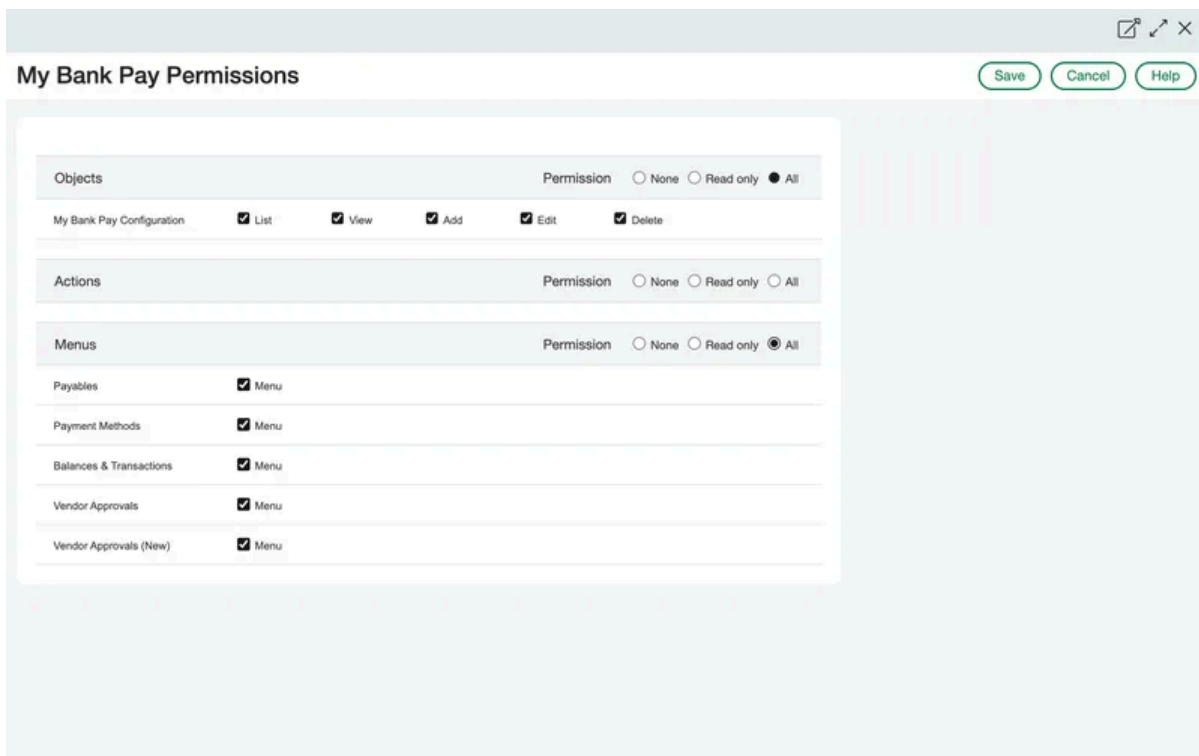 My Bank Pay Permissions Save Cancel Help
Objects Permission None Read only All
My Bank Pay Configuration List View Add Edit Delete
Actions Permission None Read only All
Menus Permission None Read only All
Payables Menu
Payment Methods Menu
Balances & Transactions Menu
Vendor Approvals Menu
Vendor Approvals (New) Menu